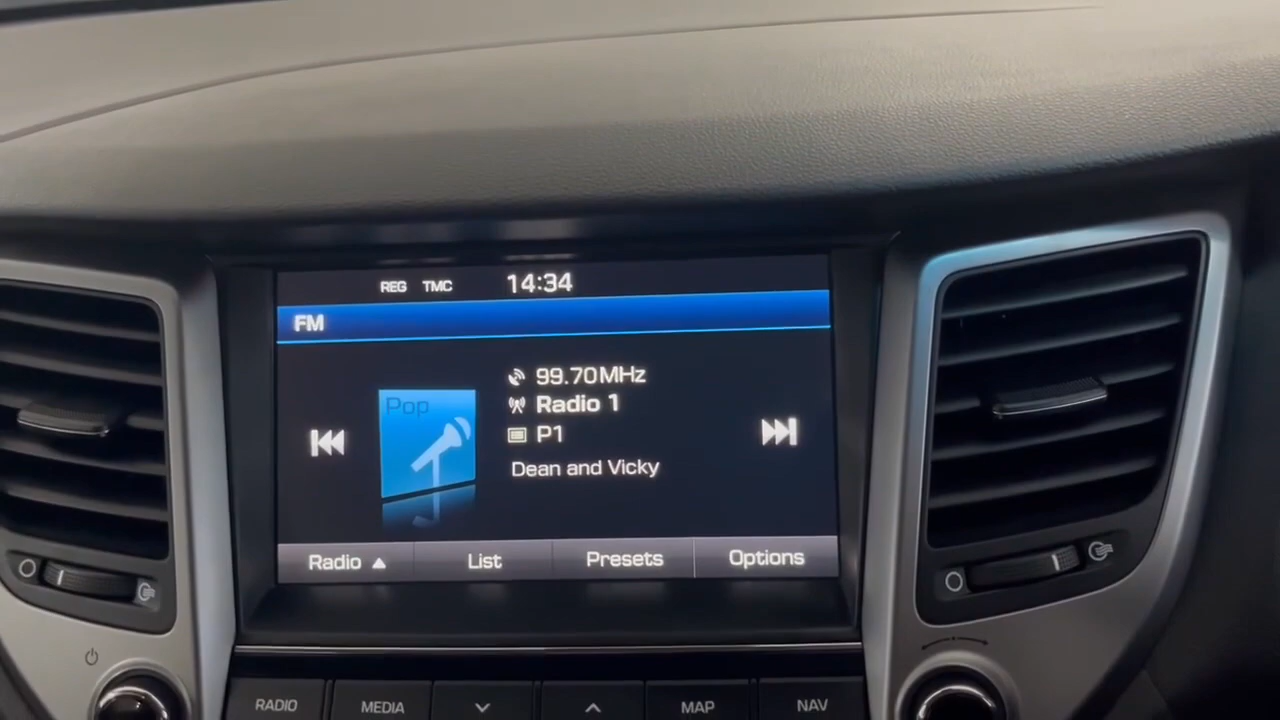 REG TMC 14:34
FM
99.70MHz
Radio 1
P1
Dean and Vicky
Pop
Radio List Presets Options
RADIO MEDIA MAP NAV